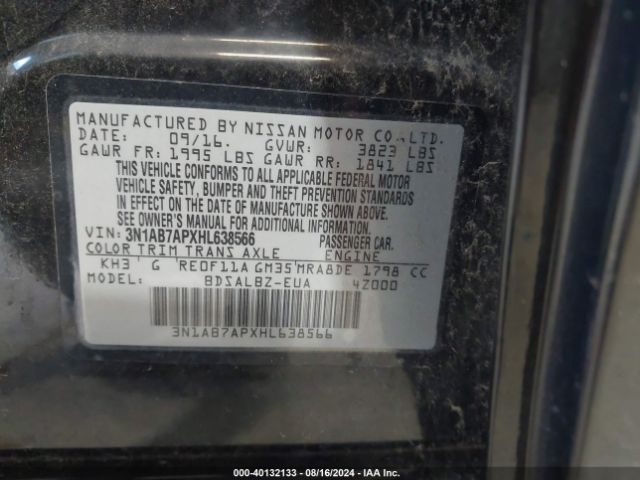 MANUFACTURED BY NISSAN MOTOR CO.,LTD.
DATE: 09/16. GVWR: 3823 LBS
GAWR FR: 1995 LBS GAWR RR: 1841 LBS
THIS VEHICLE CONFORMS TO ALL APPLICABLE FEDERAL MOTOR
VEHICLE SAFETY, BUMPER AND THEFT PREVENTION STANDARDS
IN EFFECT ON THE DATE OF MANUFACTURE SHOWN ABOVE.
SEE OWNER'S MANUAL FOR ADDITIONAL INFORMATION
VIN: 3N1AB7APXHL638566 PASSENGER CAR.
COLOR TRIM TRANS AXLE ENGINE
KH3 G RE0F11A GM35 MRA8DE 1798 CC
MODEL: BDSALBZ-EUA 4Z000
3N1AB7APXHL638566
000-40132133 - 08/16/2024 - IAA Inc.